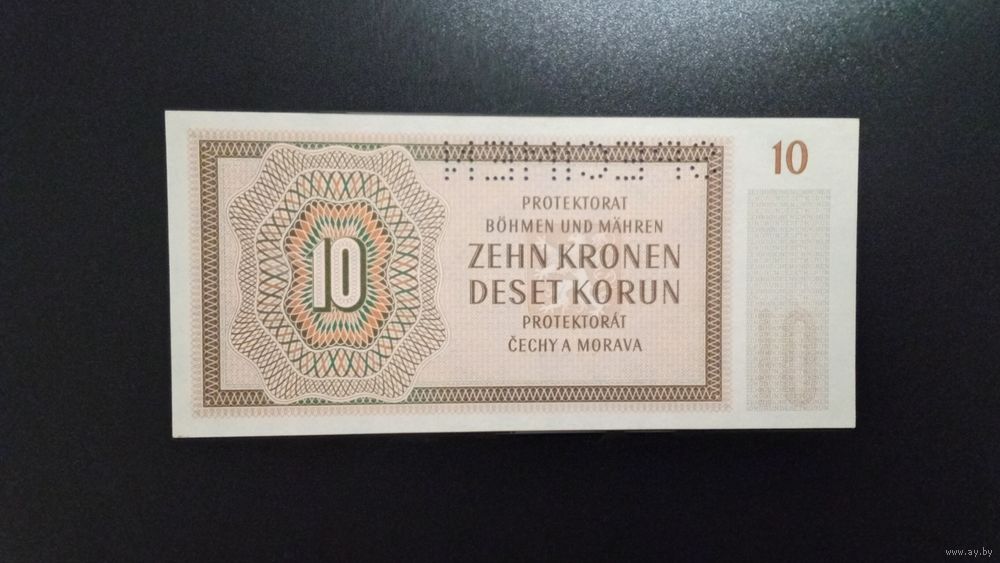 10
PROTEKTORAT
BÖHMEN UND MÄHREN
ZEHN KRONEN
DESET KORUN
PROTEKTORÁT
ČECHY A MORAVA
10
www.ay.by